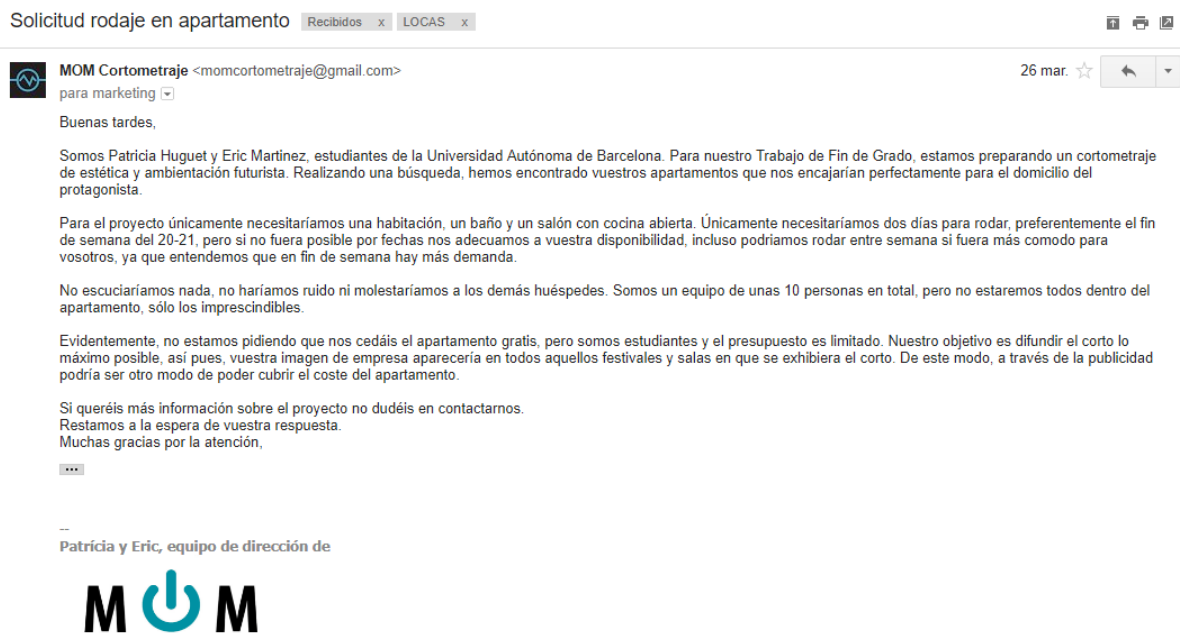 Solicitud rodaje en apartamento Recibidos x LOCAS x
MOM Cortometraje <momcortometraje@gmail.com> 26 mar.
para marketing
Buenas tardes,
Somos Patricia Huguet y Eric Martinez, estudiantes de la Universidad Autónoma de Barcelona. Para nuestro Trabajo de Fin de Grado, estamos preparando un cortometraje
de estética y ambientación futurista. Realizando una búsqueda, hemos encontrado vuestros apartamentos que nos encajarían perfectamente para el domicilio del
protagonista.
Para el proyecto únicamente necesitaríamos una habitación, un baño y un salón con cocina abierta. Únicamente necesitaríamos dos días para rodar, preferentemente el fin
de semana del 20-21, pero si no fuera posible por fechas nos adecuamos a vuestra disponibilidad, incluso podriamos rodar entre semana si fuera más comodo para
vosotros, ya que entendemos que en fin de semana hay más demanda.
No escuciaríamos nada, no haríamos ruido ni molestaríamos a los demás huéspedes. Somos un equipo de unas 10 personas en total, pero no estaremos todos dentro del
apartamento, sólo los imprescindibles.
Evidentemente, no estamos pidiendo que nos cedáis el apartamento gratis, pero somos estudiantes y el presupuesto es limitado. Nuestro objetivo es difundir el corto lo
máximo posible, así pues, vuestra imagen de empresa aparecería en todos aquellos festivales y salas en que se exhibiera el corto. De este modo, a través de la publicidad
podría ser otro modo de poder cubrir el coste del apartamento.
Si queréis más información sobre el proyecto no dudéis en contactarnos.
Restamos a la espera de vuestra respuesta.
Muchas gracias por la atención,
...
--
Patrícia y Eric, equipo de dirección de
MOM